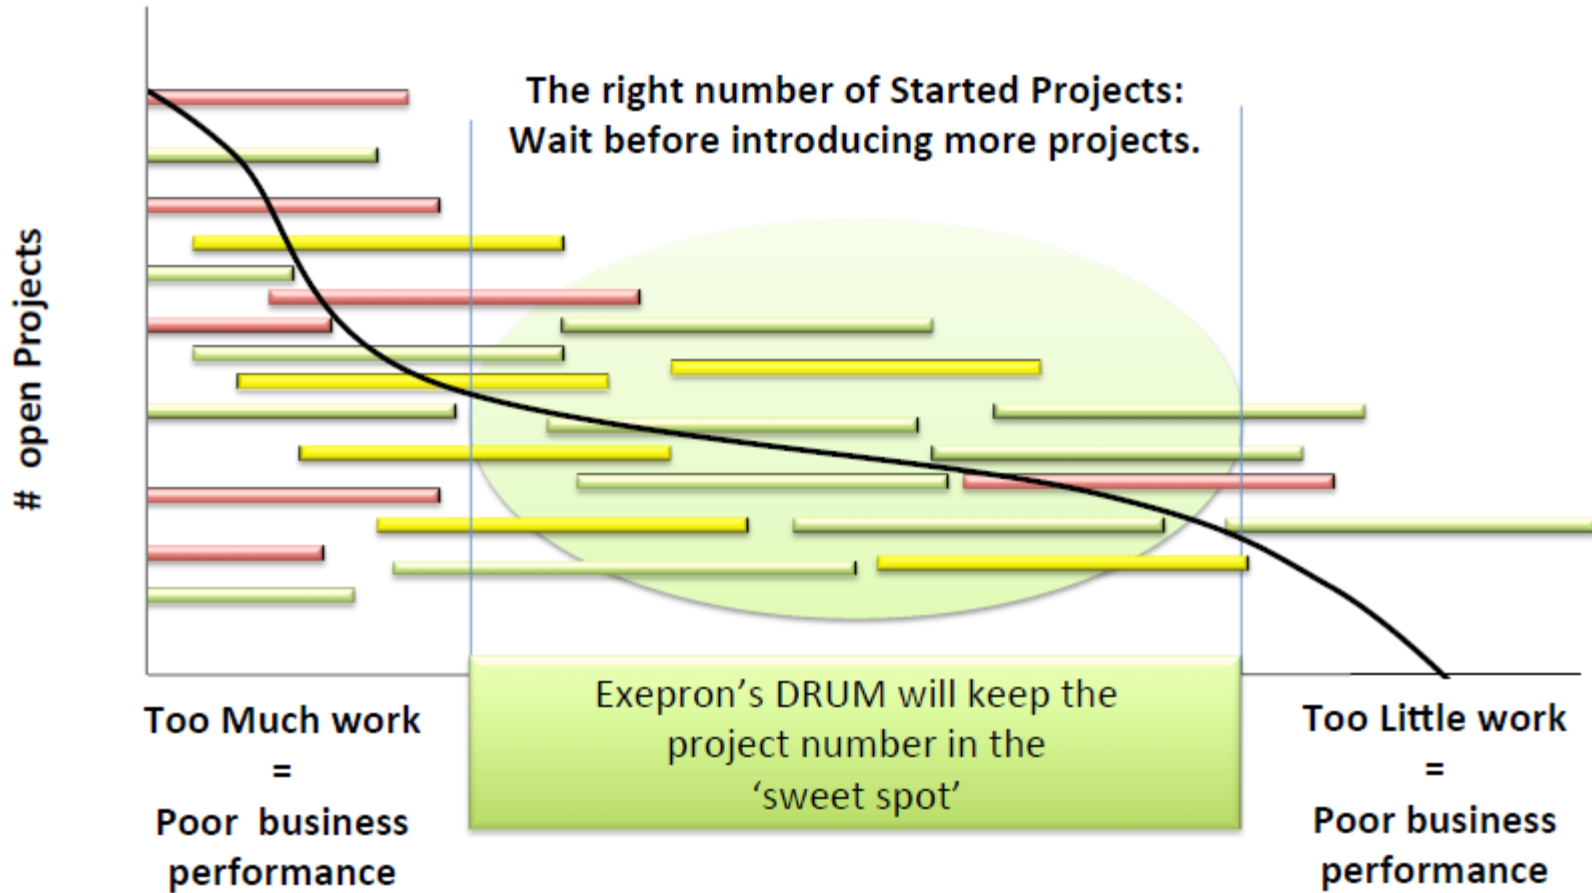 The right number of Started Projects:
Wait before introducing more projects.
# open Projects
Too Much work
=
Poor business
performance
Exepron’s DRUM will keep the
project number in the
‘sweet spot’
Too Little work
=
Poor business
performance